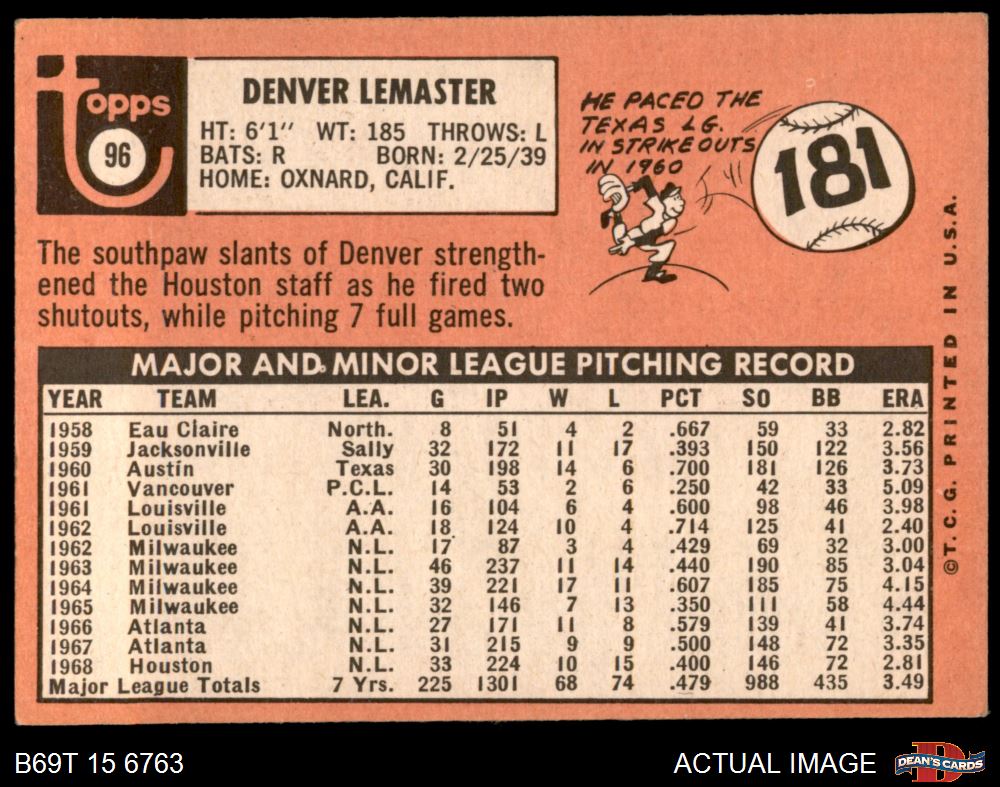 topps
96
DENVER LEMASTER
HT: 6'1" WT: 185 THROWS: L
BATS: R BORN: 2/25/39
HOME: OXNARD, CALIF.
HE PACED THE
TEXAS LG.
IN STRIKEOUTS
IN 1960
181
The southpaw slants of Denver strength-
ened the Houston staff as he fired two
shutouts, while pitching 7 full games.
MAJOR AND MINOR LEAGUE PITCHING RECORD
YEAR TEAM LEA. G IP W L PCT SO BB ERA
1958 Eau Claire North. 8 51 4 2 .667 59 33 2.82
1959 Jacksonville Sally 32 172 11 17 .393 150 122 3.56
1960 Austin Texas 30 198 14 6 .700 181 126 3.73
1961 Vancouver P.C.L. 14 53 2 6 .250 42 33 5.09
1961 Louisville A.A. 16 104 6 4 .600 98 46 3.98
1962 Louisville A.A. 18 124 10 4 .714 125 41 2.40
1962 Milwaukee N.L. 17 87 3 4 .429 69 32 3.00
1963 Milwaukee N.L. 46 237 11 14 .440 190 85 3.04
1964 Milwaukee N.L. 39 221 17 11 .607 185 75 4.15
1965 Milwaukee N.L. 32 146 7 13 .350 111 58 4.44
1966 Atlanta N.L. 27 171 11 8 .579 139 41 3.74
1967 Atlanta N.L. 31 215 9 9 .500 148 72 3.35
1968 Houston N.L. 33 224 10 15 .400 146 72 2.81
Major League Totals 7 Yrs. 225 1301 68 74 .479 988 435 3.49
©T.C.G. PRINTED IN U.S.A.
B69T 15 6763
ACTUAL IMAGE
DEAN'S CARDS